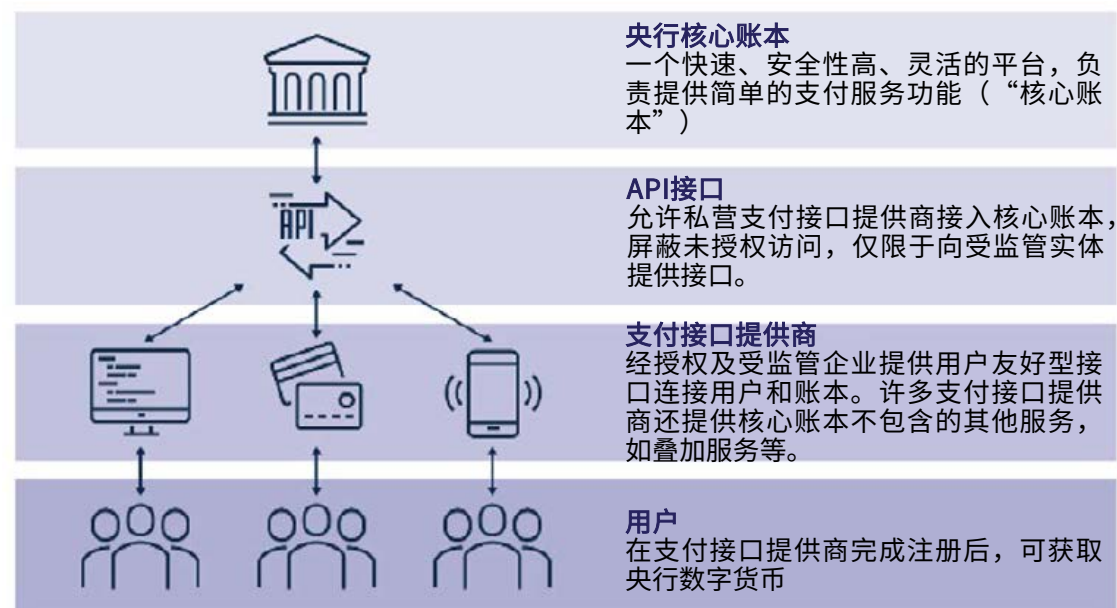 央行核心账本
一个快速、安全性高、灵活的平台，负
责提供简单的支付服务功能（“核心账
本”）
API接口
API
允许私营支付接口提供商接入核心账本，
屏蔽未授权访问，仅限于向受监管实体
提供接口。
支付接口提供商
经授权及受监管企业提供用户友好型接
口连接用户和账本。许多支付接口提供
商还提供核心账本不包含的其他服务，
如叠加服务等。
用户
在支付接口提供商完成注册后，可获取
央行数字货币